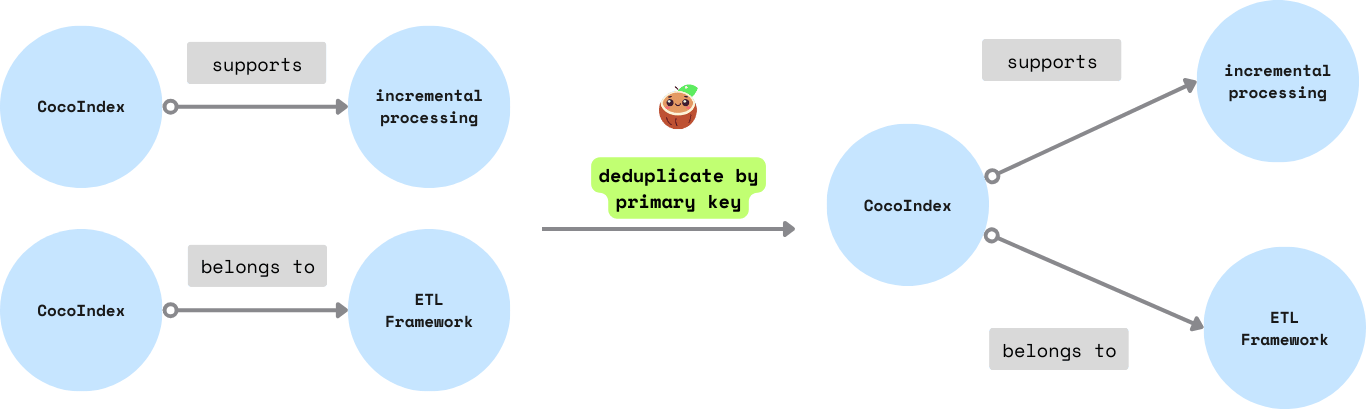 CocoIndex
supports
incremental
processing
CocoIndex
belongs to
ETL
Framework
deduplicate by
primary key
CocoIndex
supports
incremental
processing
belongs to
ETL
Framework